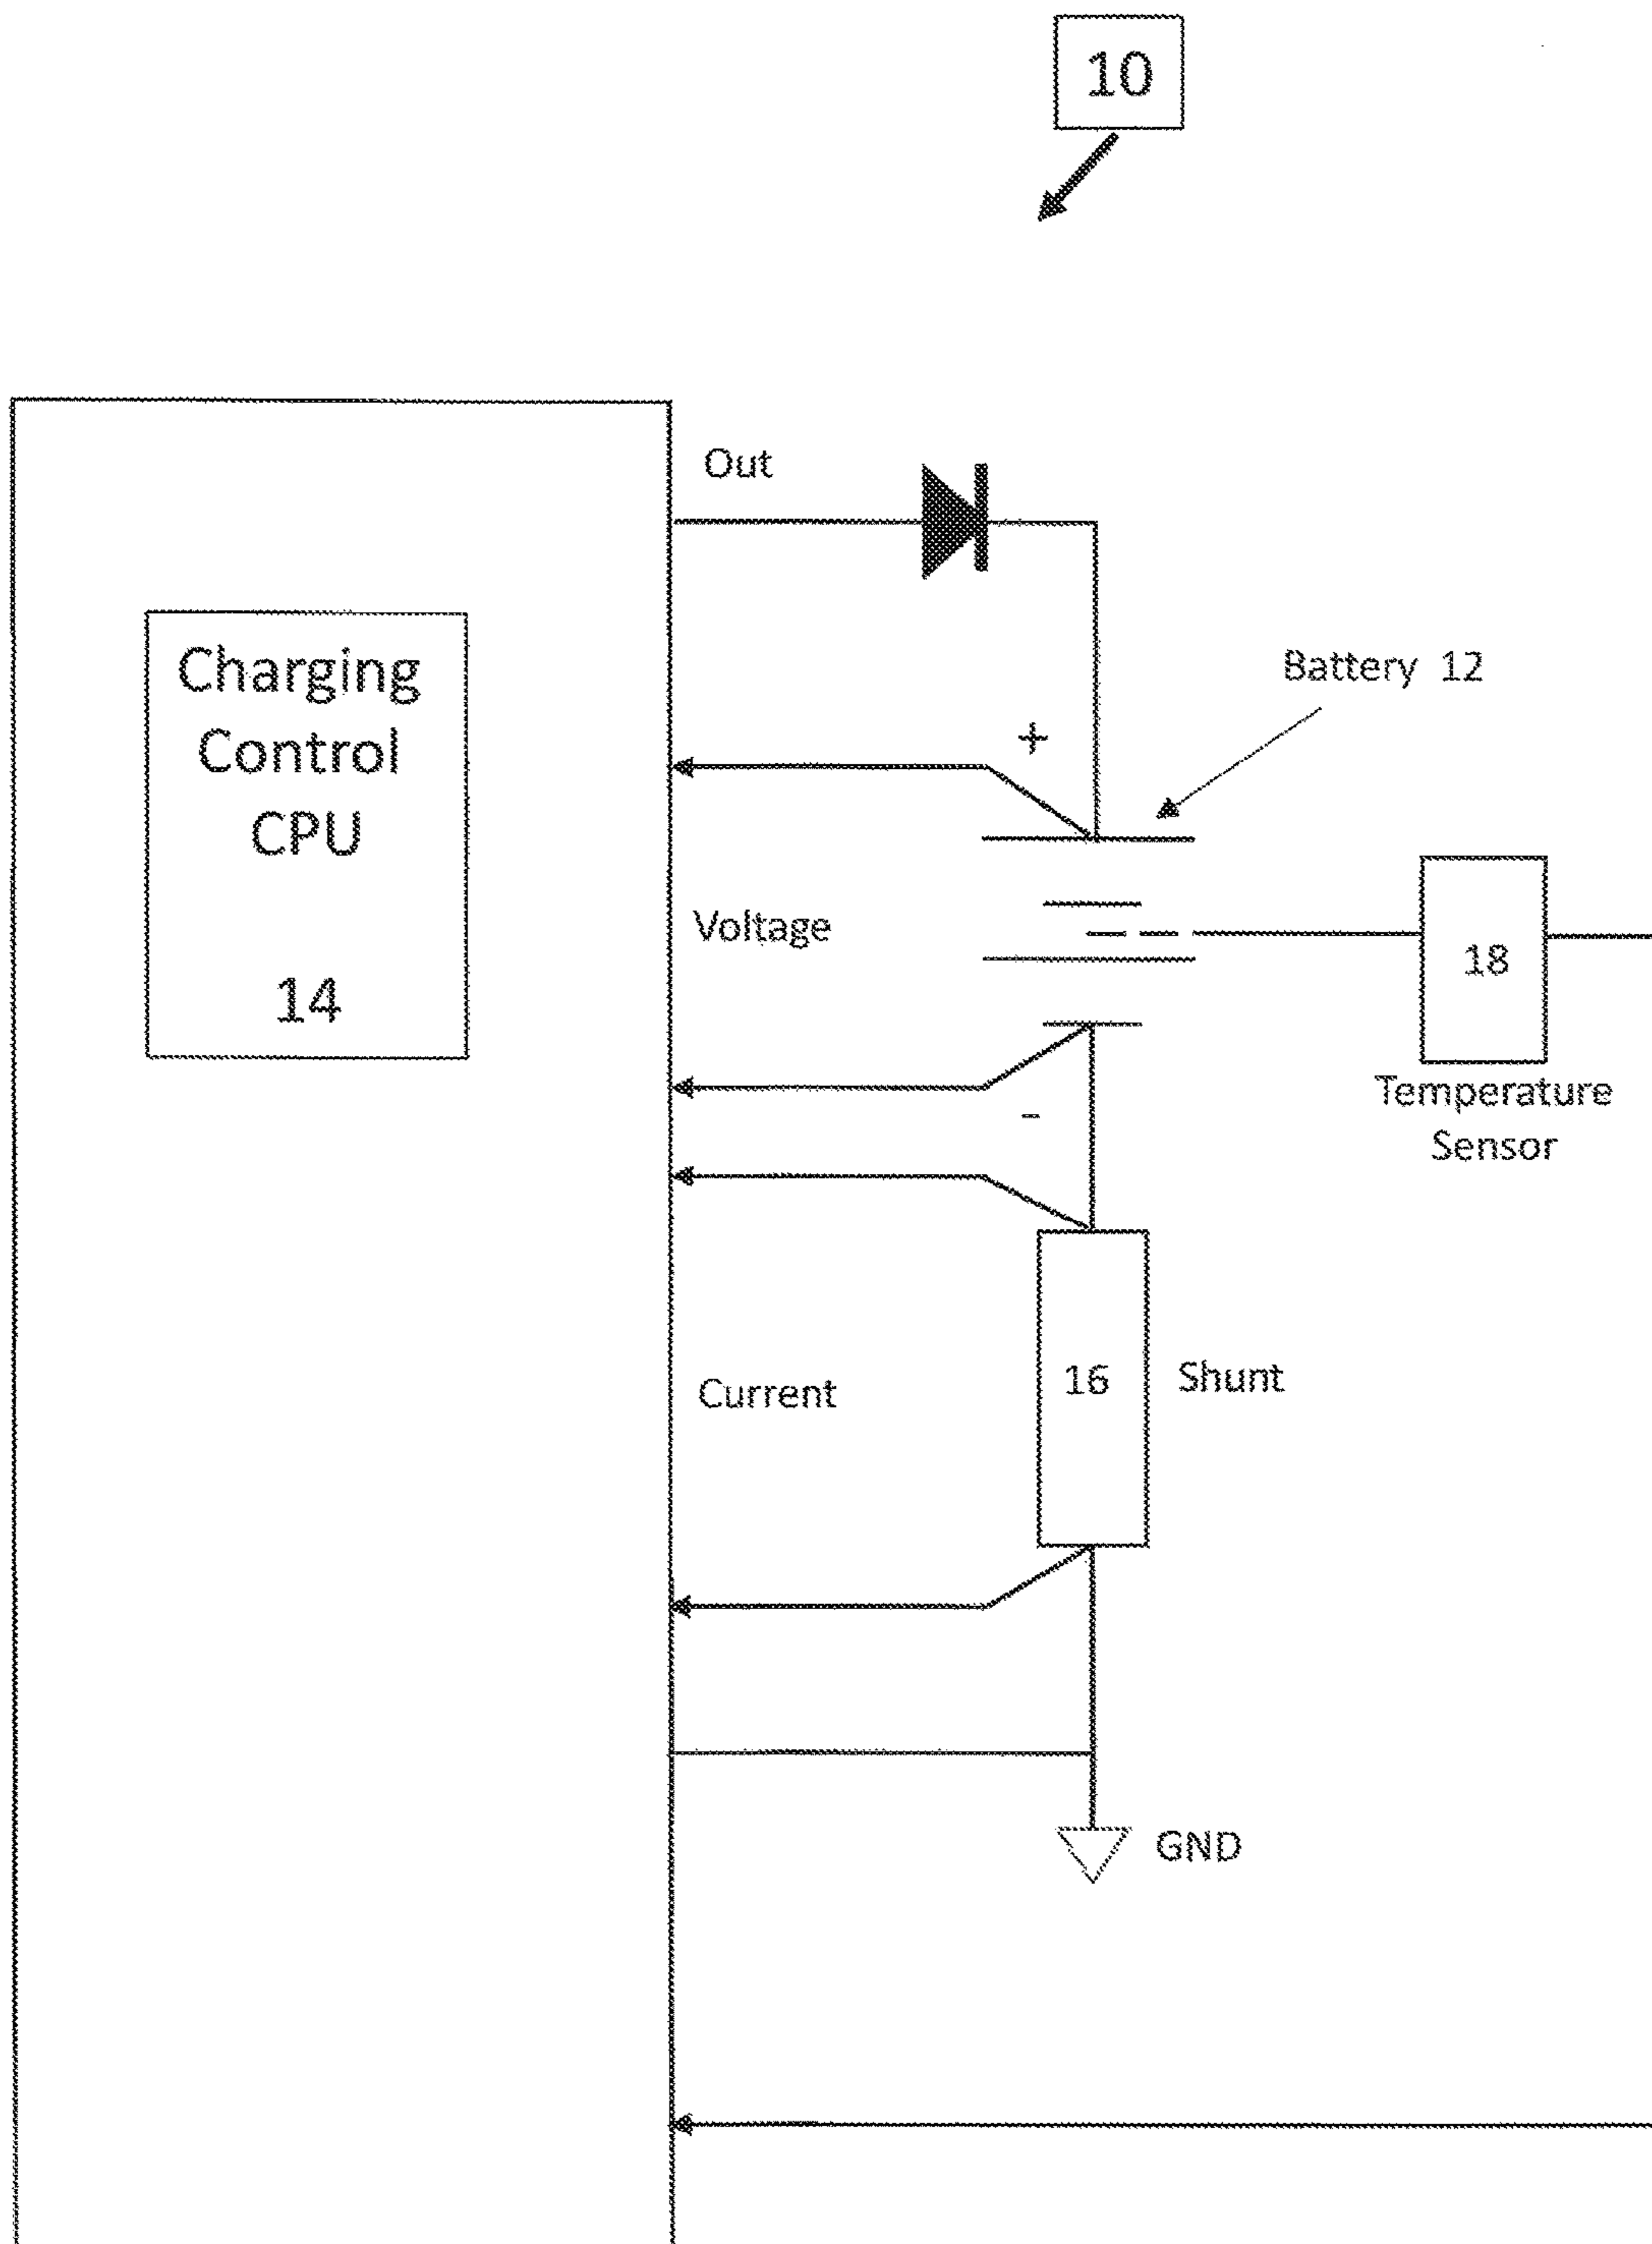 10
Out
Charging
Control
CPU
14
Battery 12
+
Voltage
18
Temperature
Sensor
-
Current
16
Shunt
GND